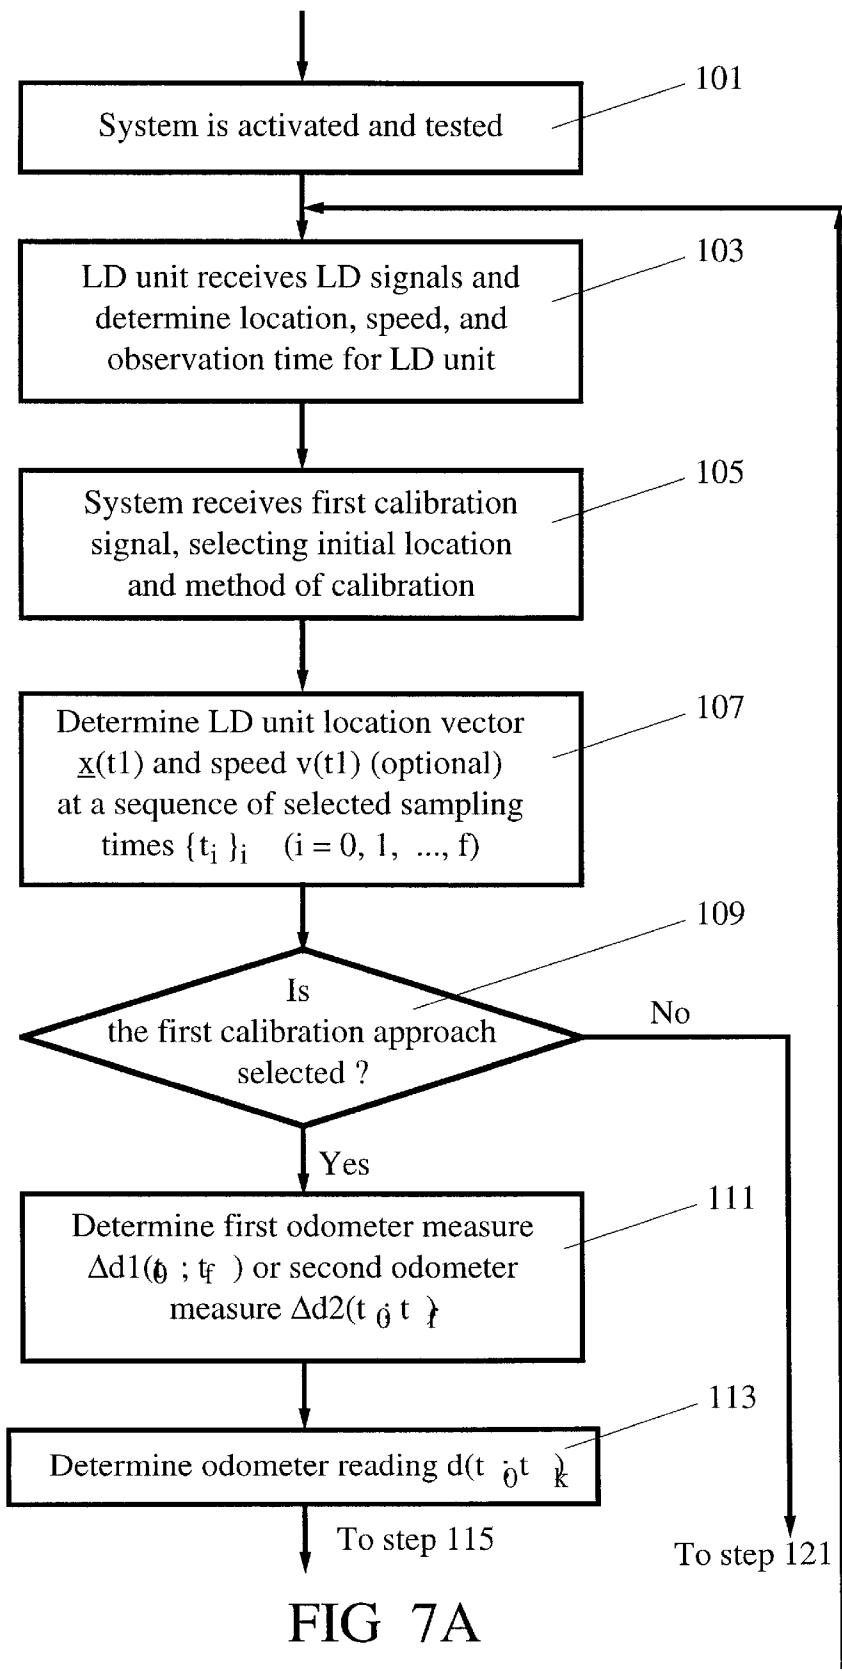 101
System is activated and tested
103
LD unit receives LD signals and
determine location, speed, and
observation time for LD unit
105
System receives first calibration
signal, selecting initial location
and method of calibration
107
Determine LD unit location vector
x(t1) and speed v(t1) (optional)
at a sequence of selected sampling
times {ti }i (i = 0, 1, ..., f)
109
Is
the first calibration approach
selected ?
No
Yes
111
Determine first odometer measure
Δd1(t0 ; tf ) or second odometer
measure Δd2(t0; tf)
113
Determine odometer reading d(t0; tk)
To step 115
To step 121
FIG 7A